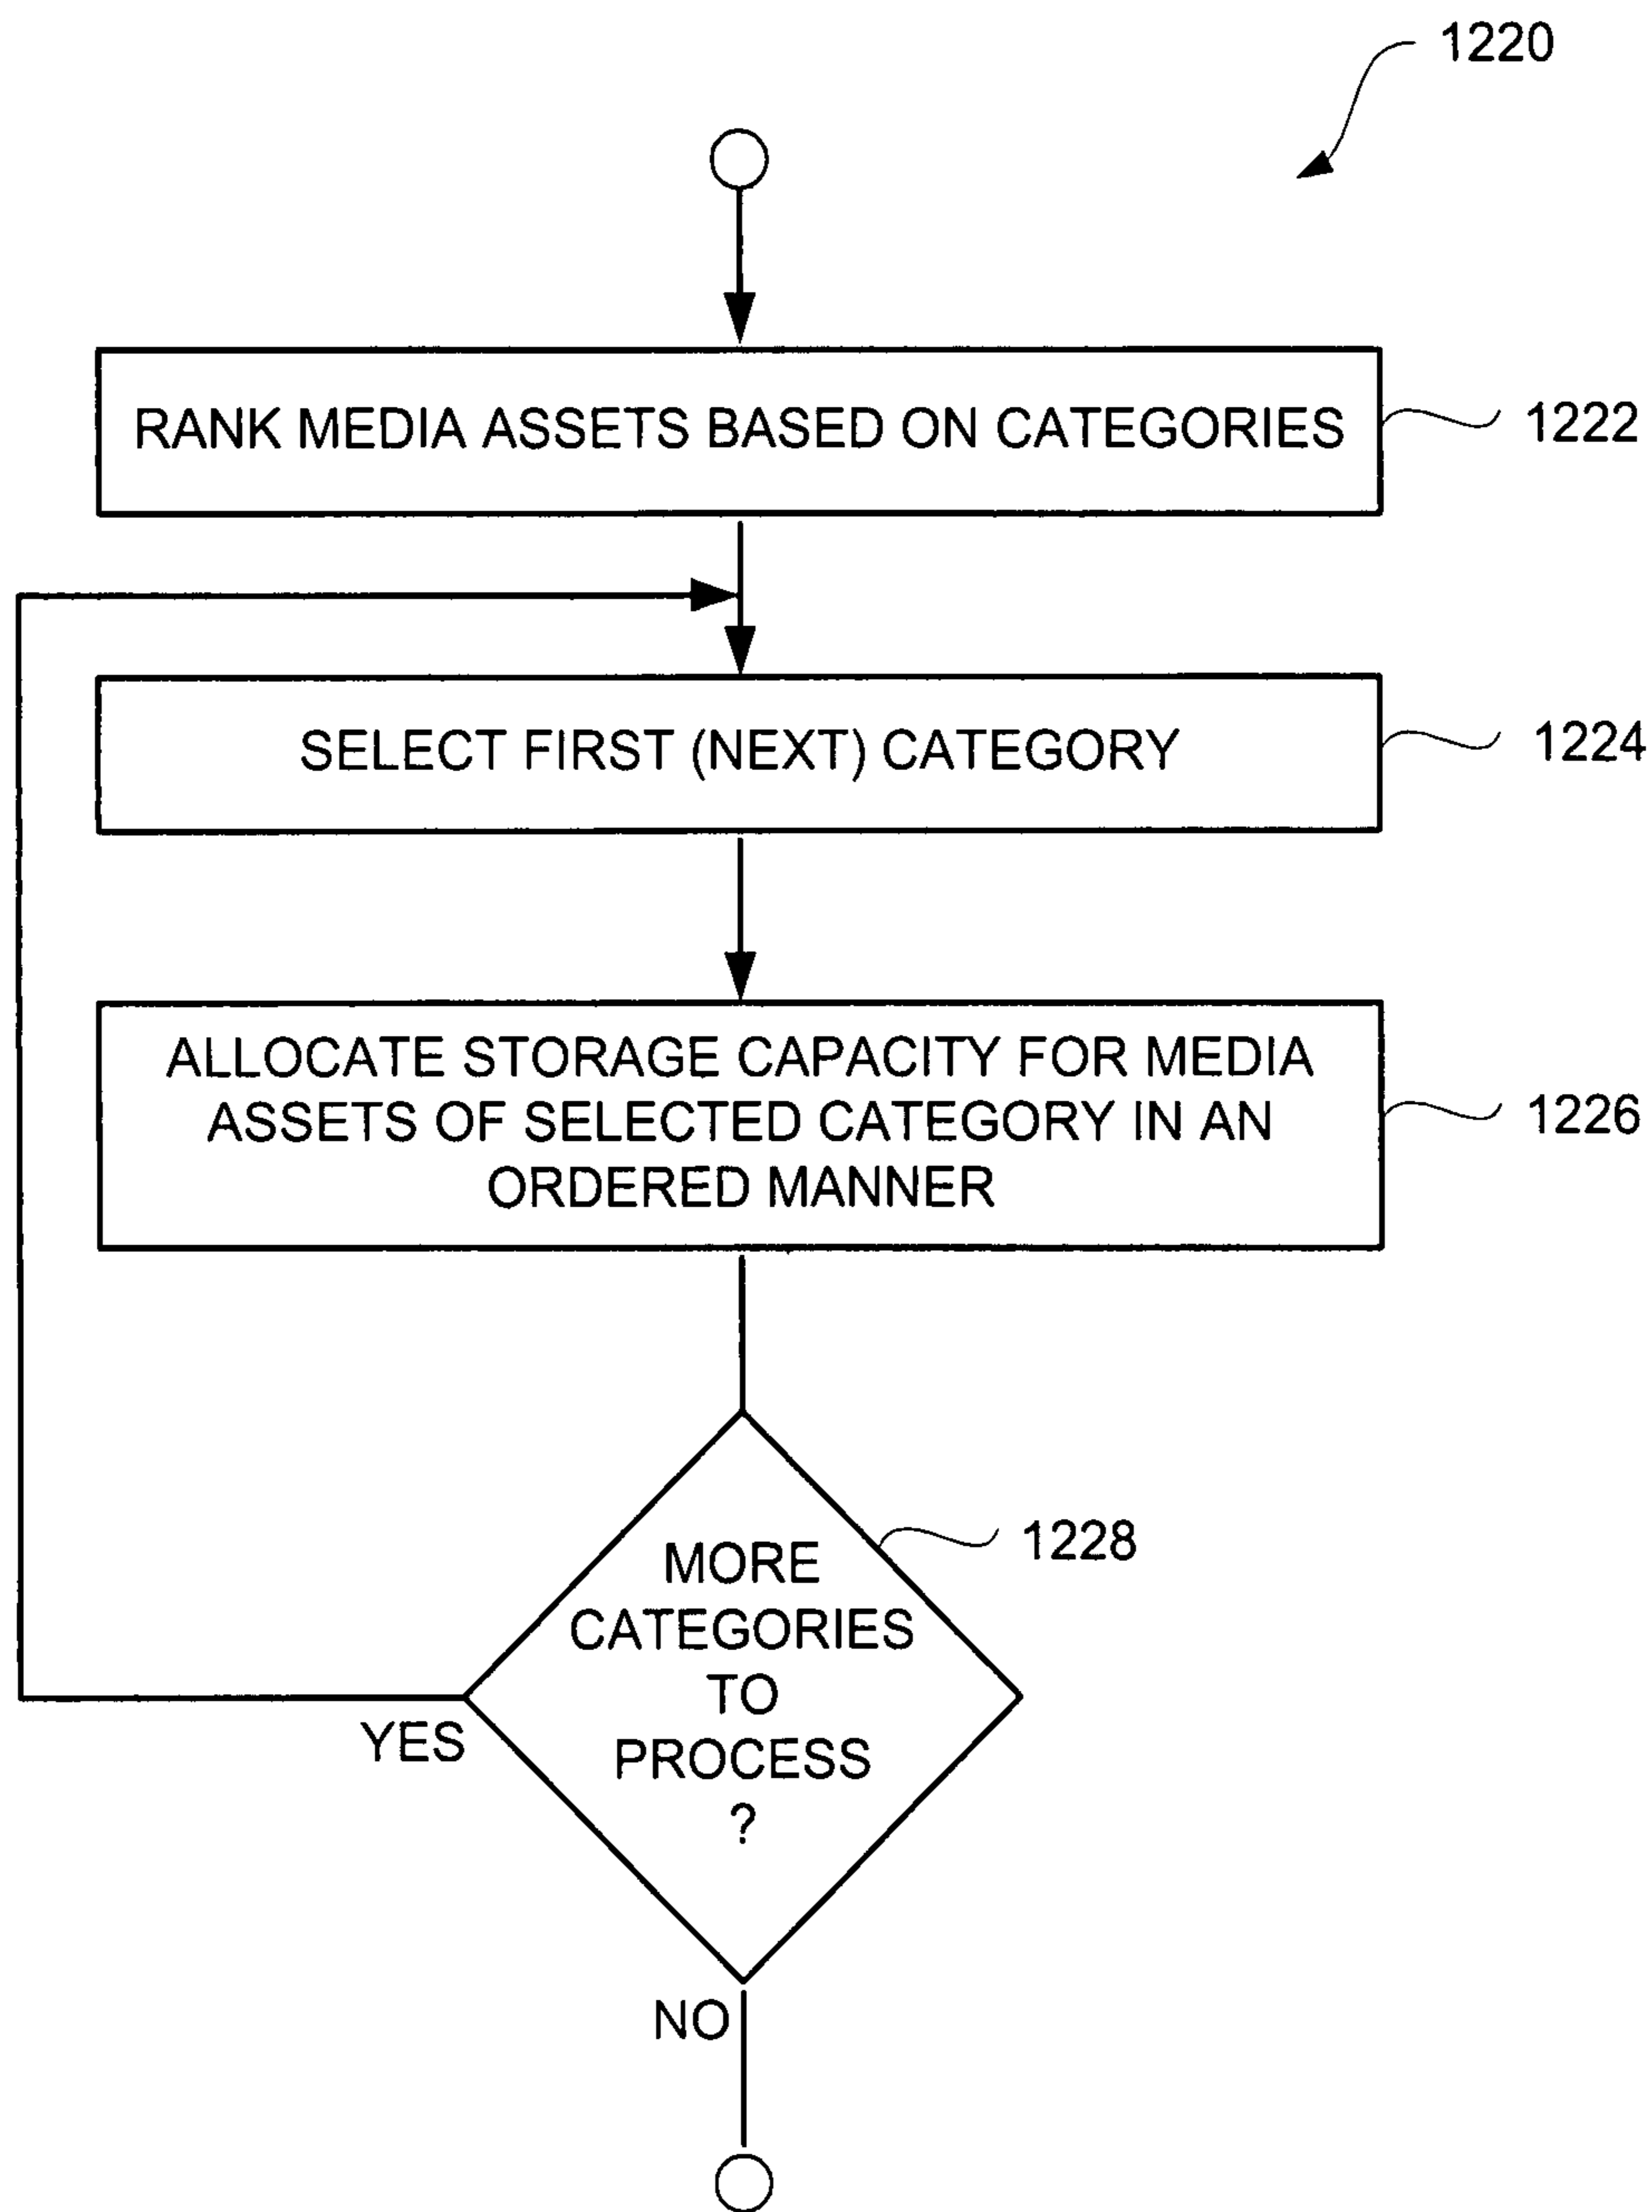 1220
RANK MEDIA ASSETS BASED ON CATEGORIES
1222
SELECT FIRST (NEXT) CATEGORY
1224
ALLOCATE STORAGE CAPACITY FOR MEDIA
ASSETS OF SELECTED CATEGORY IN AN
ORDERED MANNER
1226
MORE
CATEGORIES
TO
PROCESS
?
1228
YES
NO